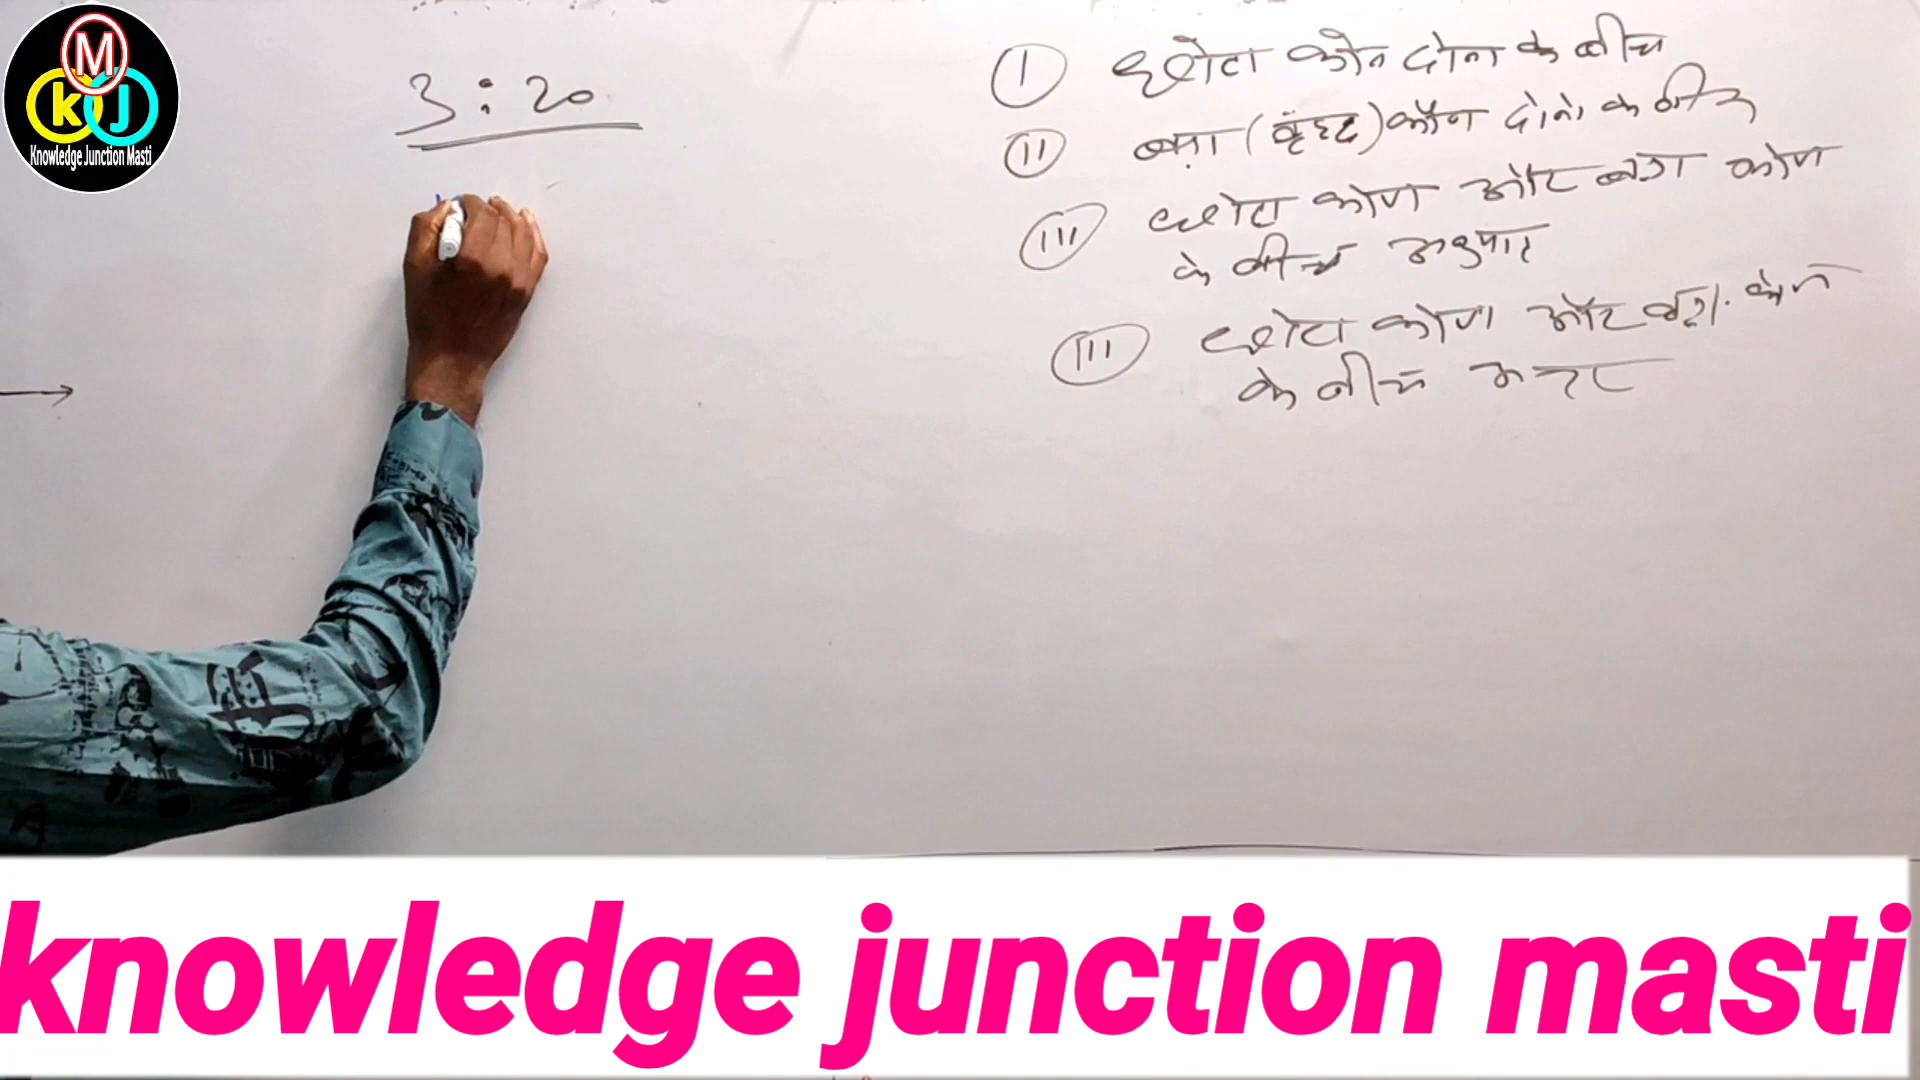 M
k J
Knowledge Junction Masti
3 : 20
I छोटा कोन दोनो के बीच
II बड़ा (वृहद) कोण दोनो के बीच
III छोटा कोण और बड़ा कोण
के बीच अनुपात
III छोटा कोण और बड़ा कोण
के बीच अन्तर
knowledge junction masti